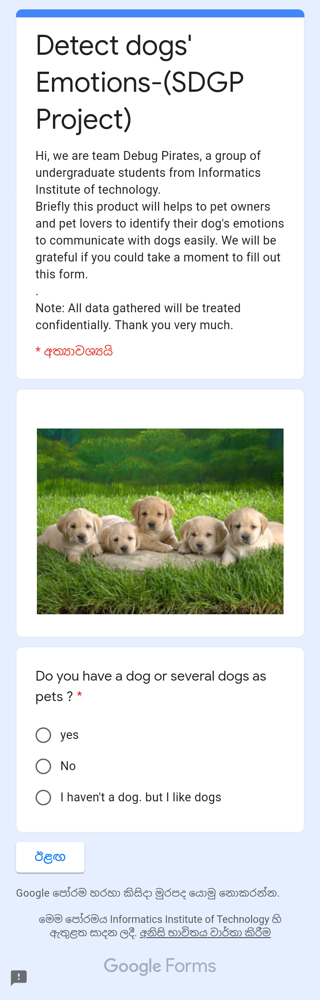 Detect dogs'
Emotions-(SDGP
Project)
Hi, we are team Debug Pirates, a group of
undergraduate students from Informatics
Institute of technology.
Briefly this product will helps to pet owners
and pet lovers to identify their dog's emotions
to communicate with dogs easily. We will be
grateful if you could take a moment to fill out
this form.
.
Note: All data gathered will be treated
confidentially. Thank you very much.
* අත්‍යාවශ්‍යයි
Do you have a dog or several dogs as
pets ? *
yes
No
I haven't a dog. but I like dogs
ඊළඟ
Google පෝරම හරහා කිසිදා මුරපද යොමු නොකරන්න.
මෙම පෝරමය Informatics Institute of Technology හි
ඇතුළත සාදන ලදී. අනිසි භාවිතය වාර්තා කිරීම
Google Forms